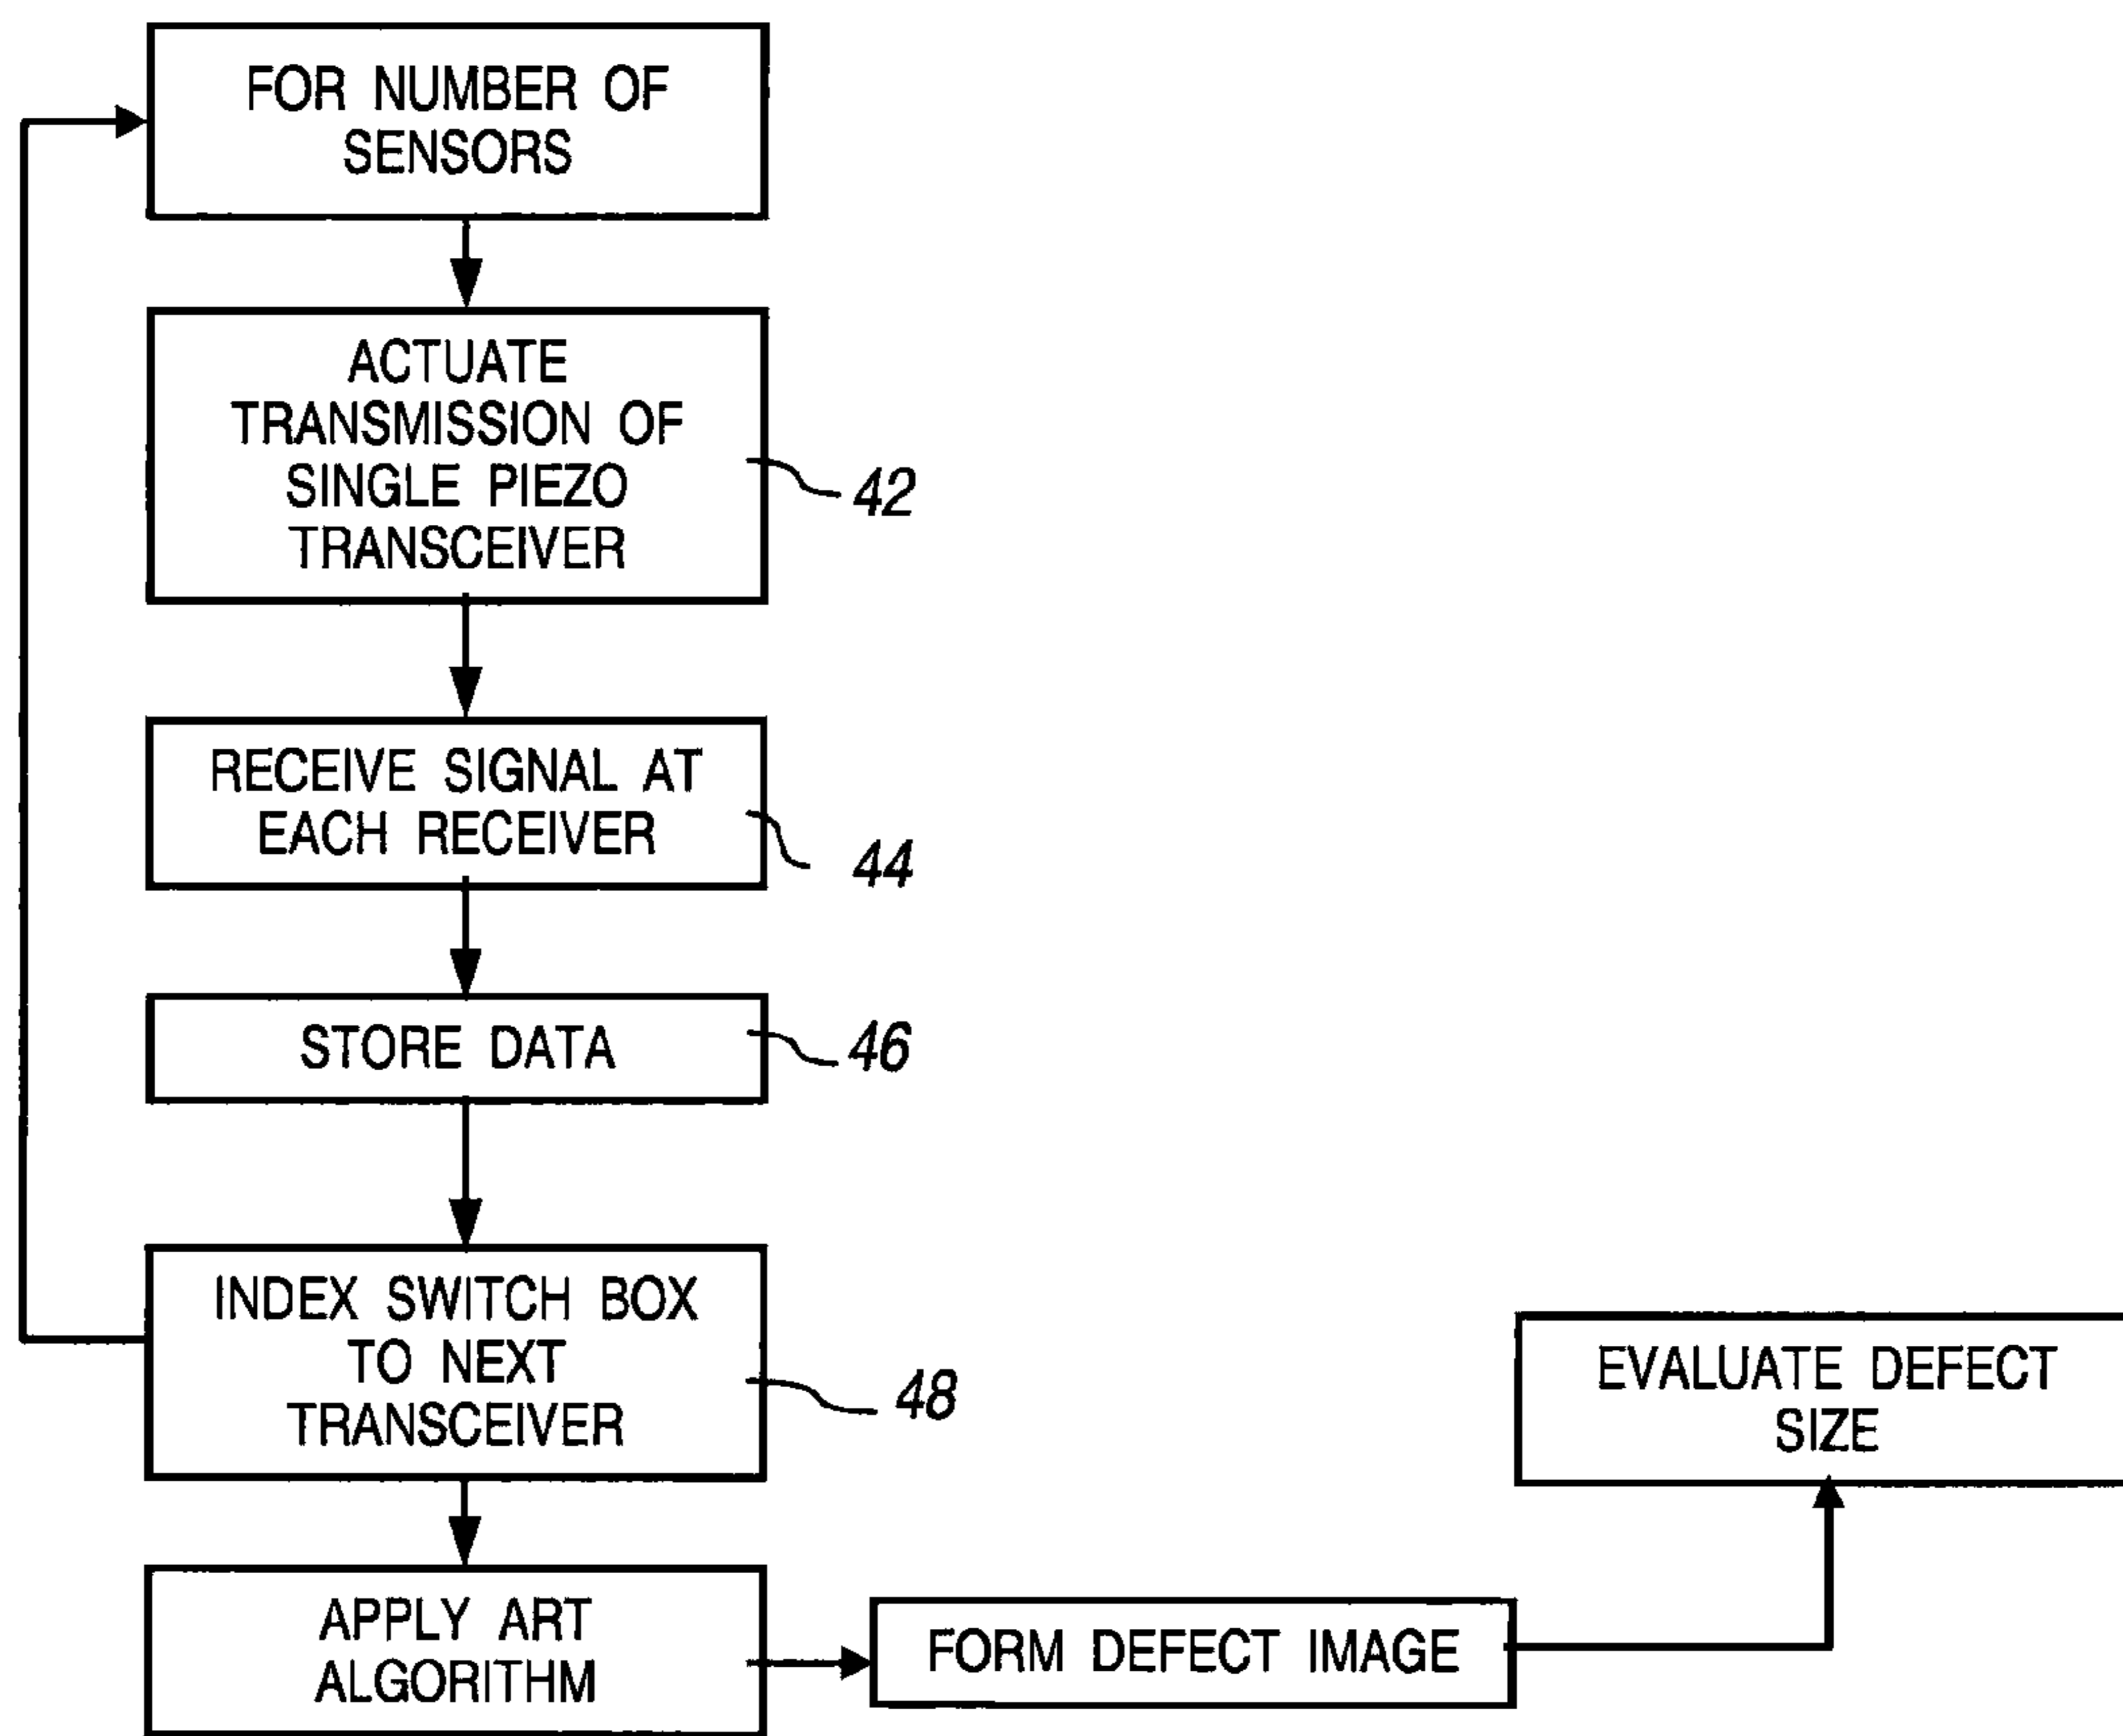 FOR NUMBER OF
SENSORS
ACTUATE
TRANSMISSION OF
SINGLE PIEZO
TRANSCEIVER
42
RECEIVE SIGNAL AT
EACH RECEIVER
44
STORE DATA
46
INDEX SWITCH BOX
TO NEXT
TRANSCEIVER
48
APPLY ART
ALGORITHM
FORM DEFECT IMAGE
EVALUATE DEFECT
SIZE